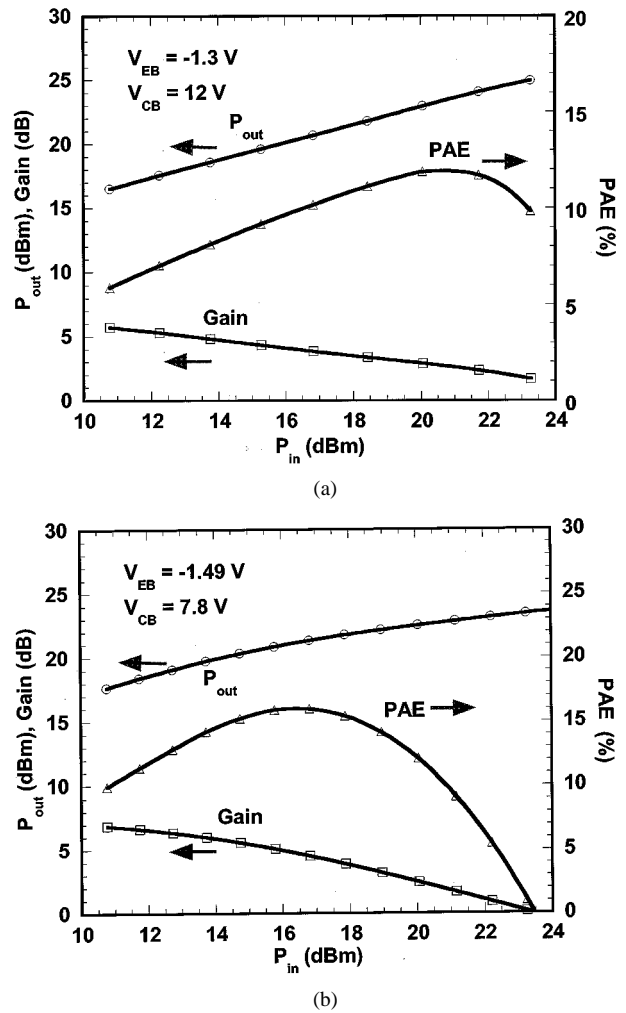 30
25
20
15
10
5
0
V_EB = -1.3 V
V_CB = 12 V
P_out
PAE
Gain
20
15
10
5
0
P_out (dBm), Gain (dB)
PAE (%)
10 12 14 16 18 20 22 24
P_in (dBm)
(a)
30
25
20
15
10
5
0
V_EB = -1.49 V
V_CB = 7.8 V
P_out
PAE
Gain
30
25
20
15
10
5
0
P_out (dBm), Gain (dB)
PAE (%)
10 12 14 16 18 20 22 24
P_in (dBm)
(b)